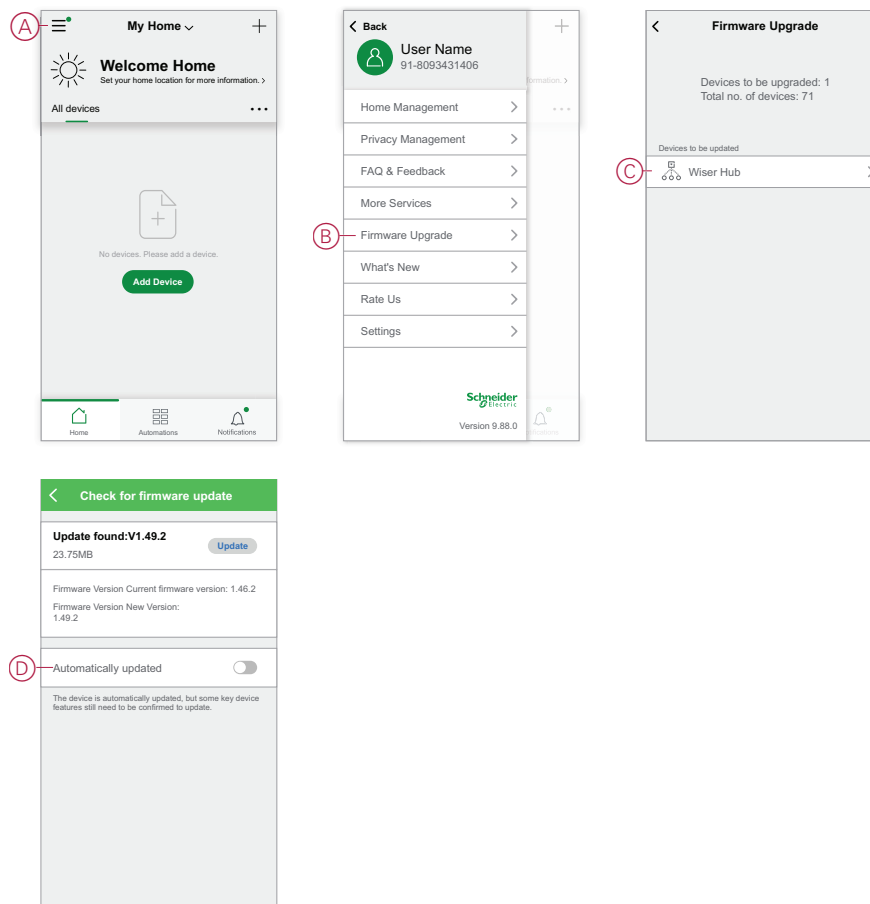 A
My Home
Welcome Home
Set your home location for more information. >
All devices
No devices. Please add a device.
Add Device
Home
Automations
Notifications
Back
User Name
91-8093431406
formation. >
Home Management
Privacy Management
FAQ & Feedback
More Services
B
Firmware Upgrade
What's New
Rate Us
Settings
Schneider
Electric
Version 9.88.0
Firmware Upgrade
Devices to be upgraded: 1
Total no. of devices: 71
Devices to be updated
C
Wiser Hub
Check for firmware update
Update found:V1.49.2
Update
23.75MB
Firmware Version Current firmware version: 1.46.2
Firmware Version New Version:
1.49.2
D
Automatically updated
The device is automatically updated, but some key device
features still need to be confirmed to update.